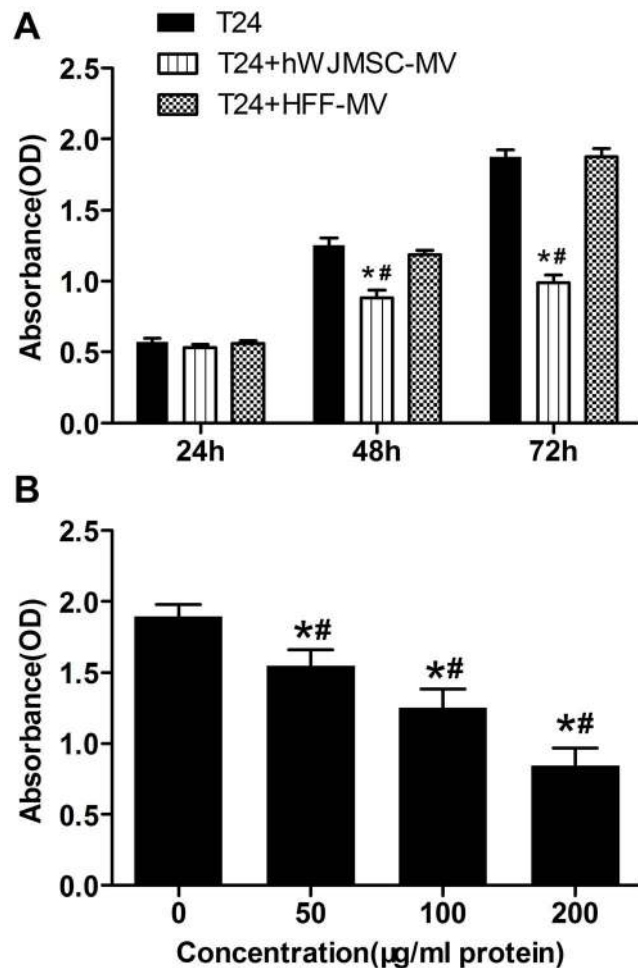 A
T24
T24+hWJMSC-MV
T24+HFF-MV
Absorbance(OD)
2.5
2.0
1.5
1.0
0.5
0.0
*# *#
24h 48h 72h
B
Absorbance(OD)
2.5
2.0
1.5
1.0
0.5
0.0
*# *# *#
0 50 100 200
Concentration(µg/ml protein)